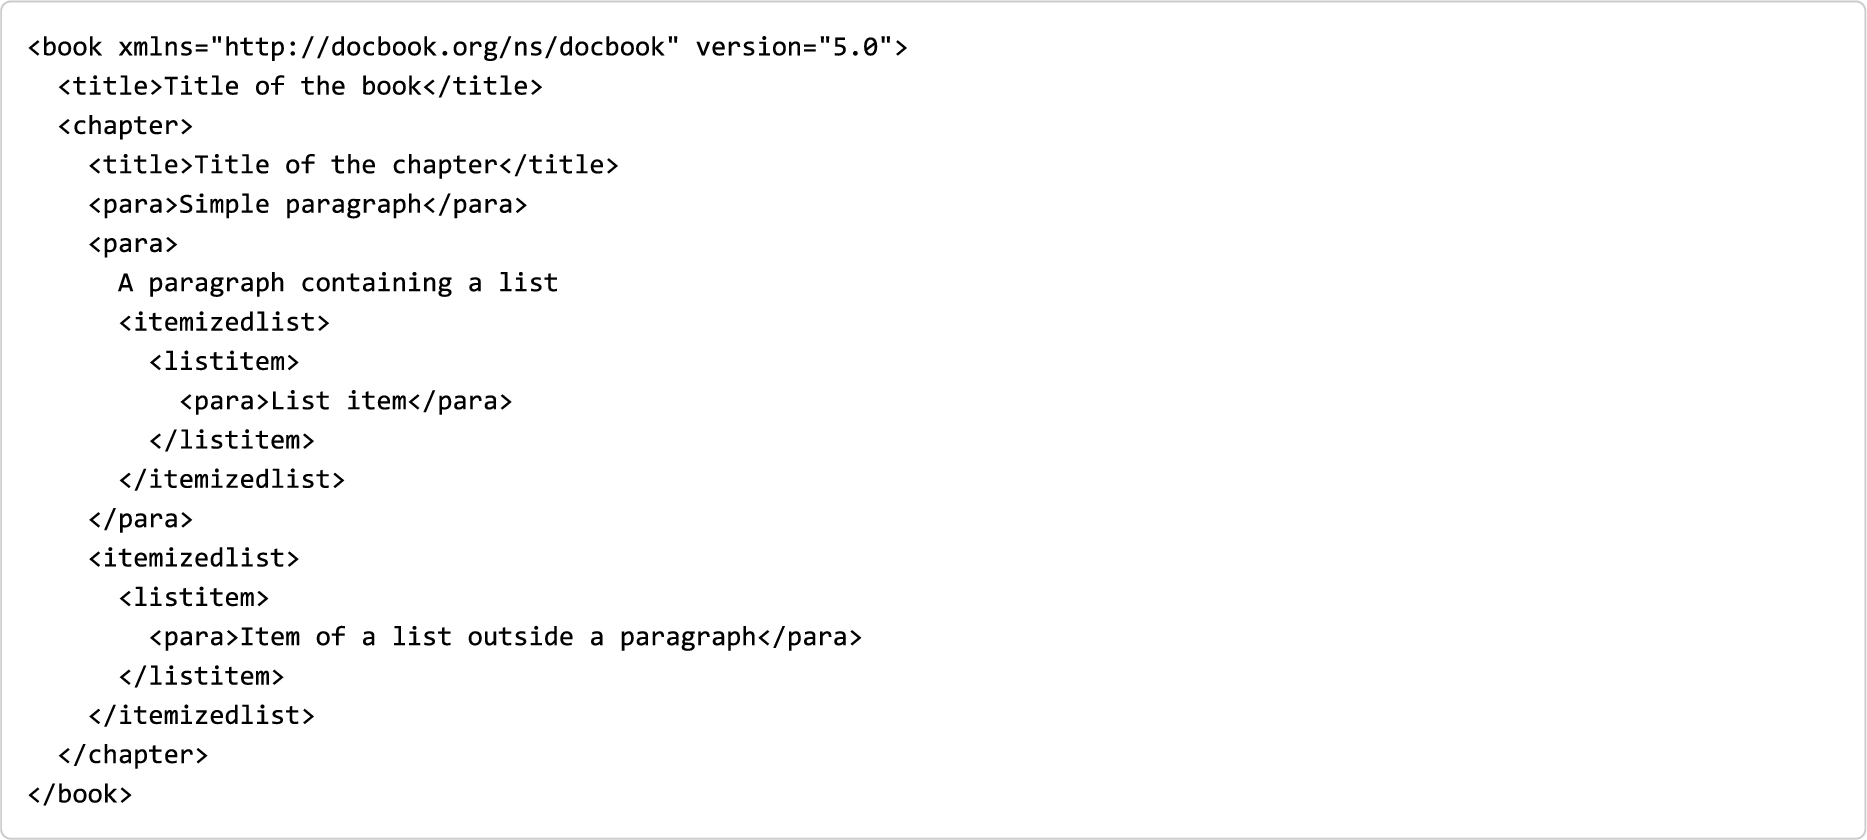 <book xmlns="http://docbook.org/ns/docbook" version="5.0">
  <title>Title of the book</title>
  <chapter>
    <title>Title of the chapter</title>
    <para>Simple paragraph</para>
    <para>
      A paragraph containing a list
      <itemizedlist>
        <listitem>
          <para>List item</para>
        </listitem>
      </itemizedlist>
    </para>
    <itemizedlist>
      <listitem>
        <para>Item of a list outside a paragraph</para>
      </listitem>
    </itemizedlist>
  </chapter>
</book>